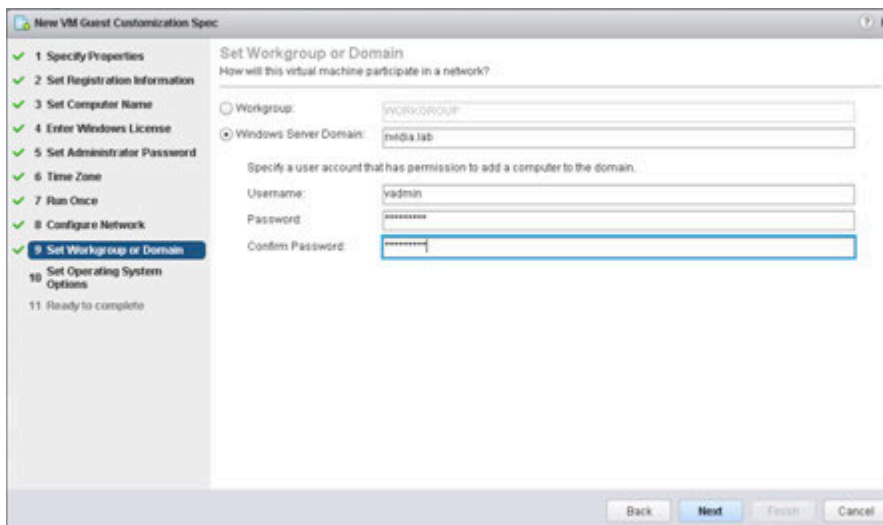 New VM Guest Customization Spec
?
1 Specify Properties
2 Set Registration Information
3 Set Computer Name
4 Enter Windows License
5 Set Administrator Password
6 Time Zone
7 Run Once
8 Configure Network
9 Set Workgroup or Domain
10 Set Operating System
Options
11 Ready to complete
Set Workgroup or Domain
How will this virtual machine participate in a network?
Workgroup: WORKGROUP
Windows Server Domain: nvidia.lab
Specify a user account that has permission to add a computer to the domain.
Username: vadmin
Password: *********
Confirm Password: *********
Back Next Finish Cancel